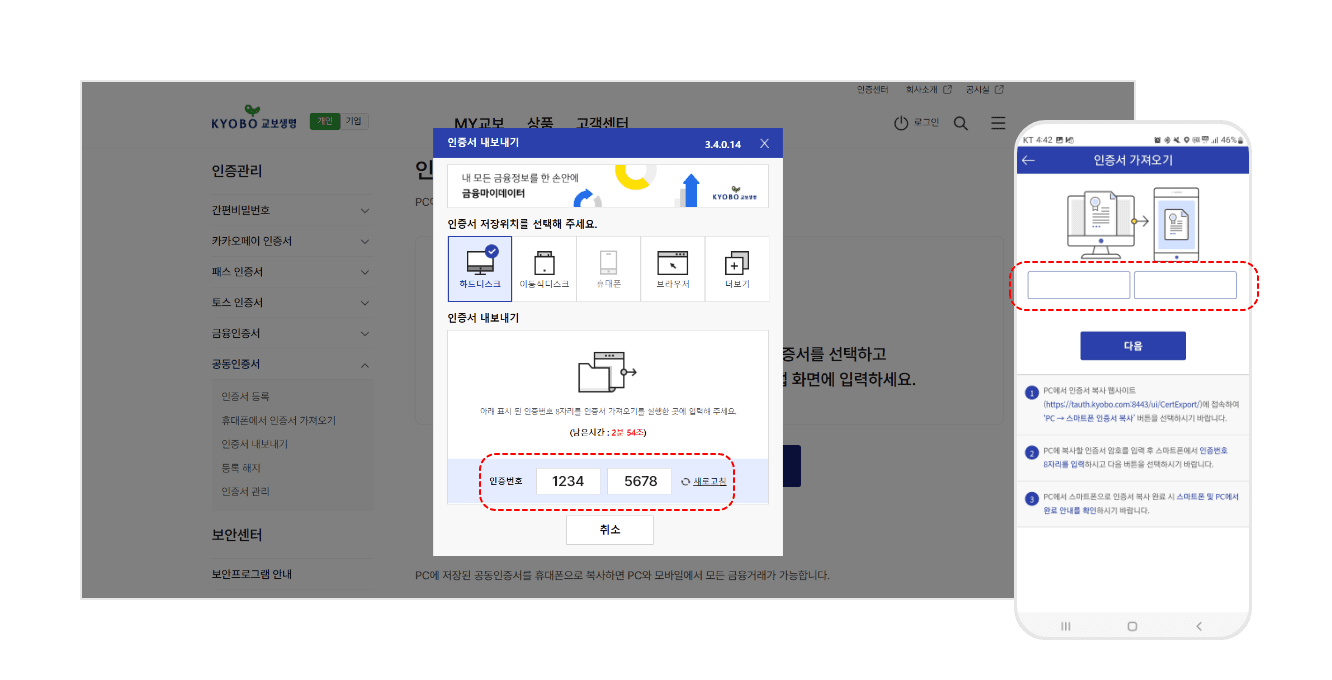 인증센터 회사소개 공시실
KYOBO 교보생명 개인 기업
MY교보 상품 고객센터
로그인
인증관리
간편비밀번호
카카오페이 인증서
패스 인증서
토스 인증서
금융인증서
공동인증서
인증서 등록
휴대폰에서 인증서 가져오기
인증서 내보내기
등록 해지
인증서 관리
보안센터
보안프로그램 안내
인
증서를 선택하고
화면에 입력하세요.
PC에 저장된 공동인증서를 휴대폰으로 복사하면 PC와 모바일에서 모든 금융거래가 가능합니다.
인증서 내보내기 3.4.0.14 X
내 모든 금융정보를 한 손안에
금융마이데이터
KYOBO 교보생명
인증서 저장위치를 선택해 주세요.
하드디스크 이동식디스크 휴대폰 브라우저 더보기
인증서 내보내기
아래 표시 된 인증번호 8자리를 인증서 가져오기를 실행한 곳에 입력해 주세요.
(남은시간 : 2분 54초)
인증번호 1234 5678 새로고침
취소
KT 4:42 46%
인증서 가져오기
다음
1 PC에서 인증서 복사 웹사이트
(https://tauth.kyobo.com:8443/ui/CertExport/)에 접속하여
'PC → 스마트폰 인증서 복사' 버튼을 선택하시기 바랍니다.
2 PC에 복사할 인증서 암호를 입력 후 스마트폰에서 인증번호
8자리를 입력하시고 다음 버튼을 선택하시기 바랍니다.
3 PC에서 스마트폰으로 인증서 복사 완료 시 스마트폰 및 PC에서
완료 안내를 확인하시기 바랍니다.